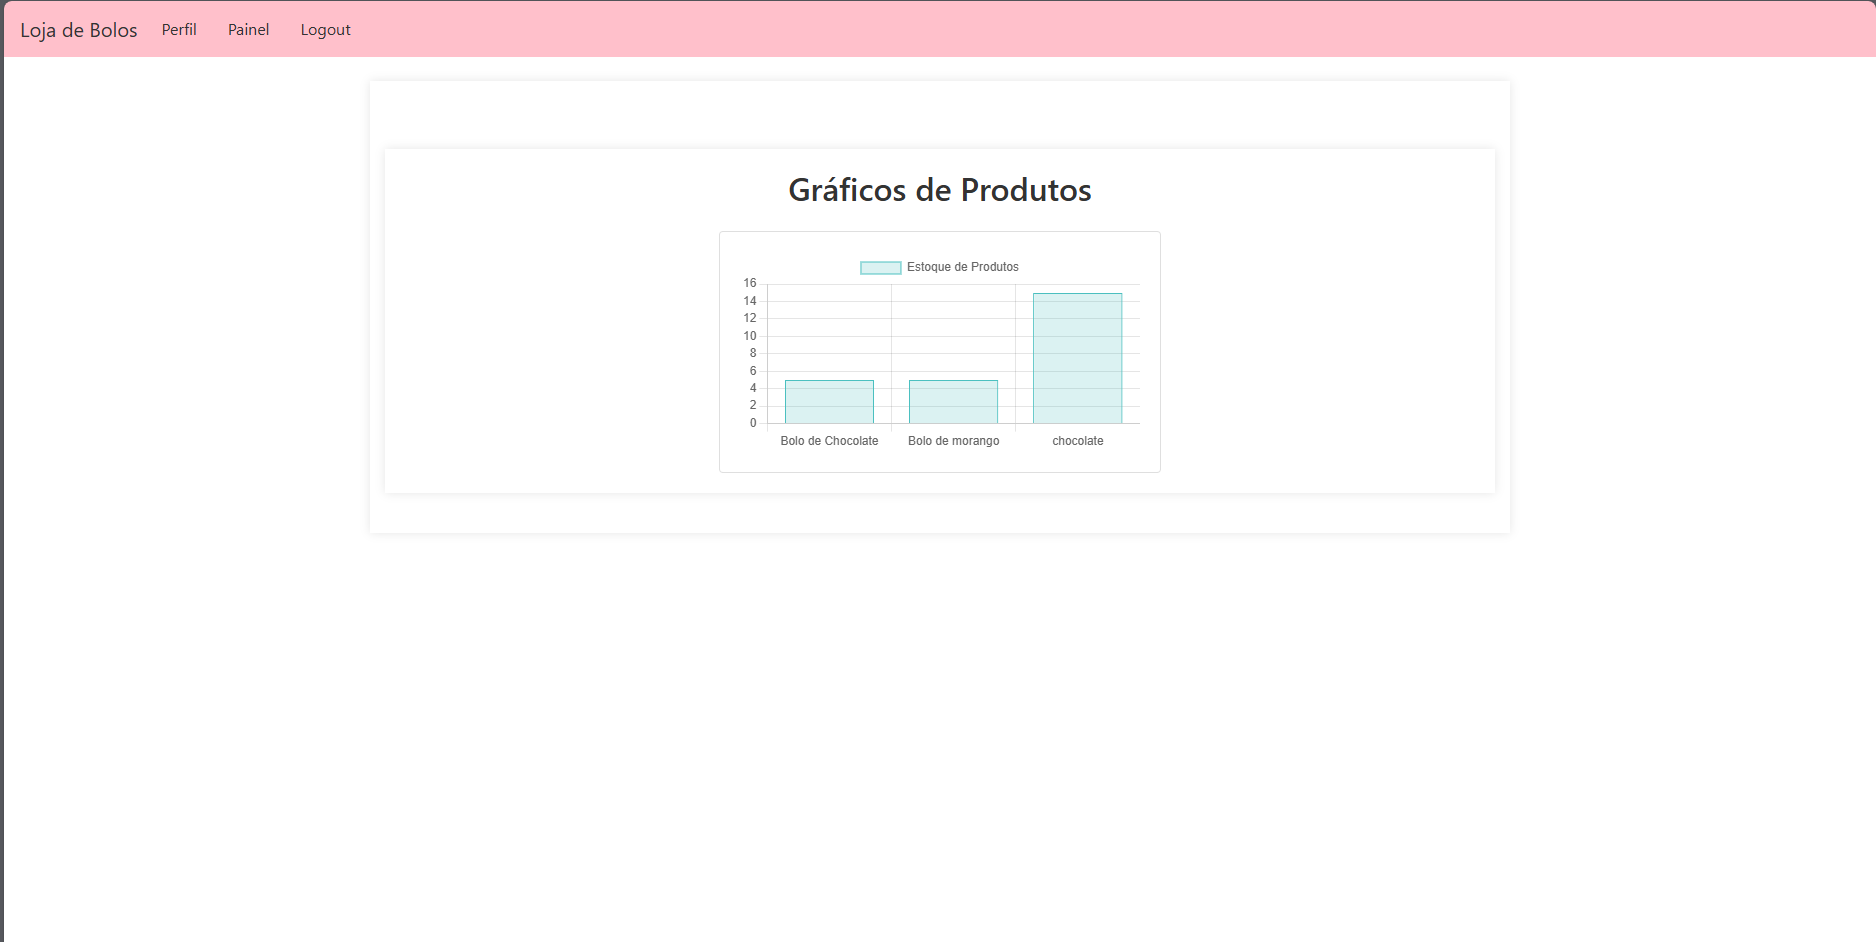 Loja de Bolos Perfil Painel Logout
Gráficos de Produtos
Estoque de Produtos
16
14
12
10
8
6
4
2
0
Bolo de Chocolate Bolo de morango chocolate